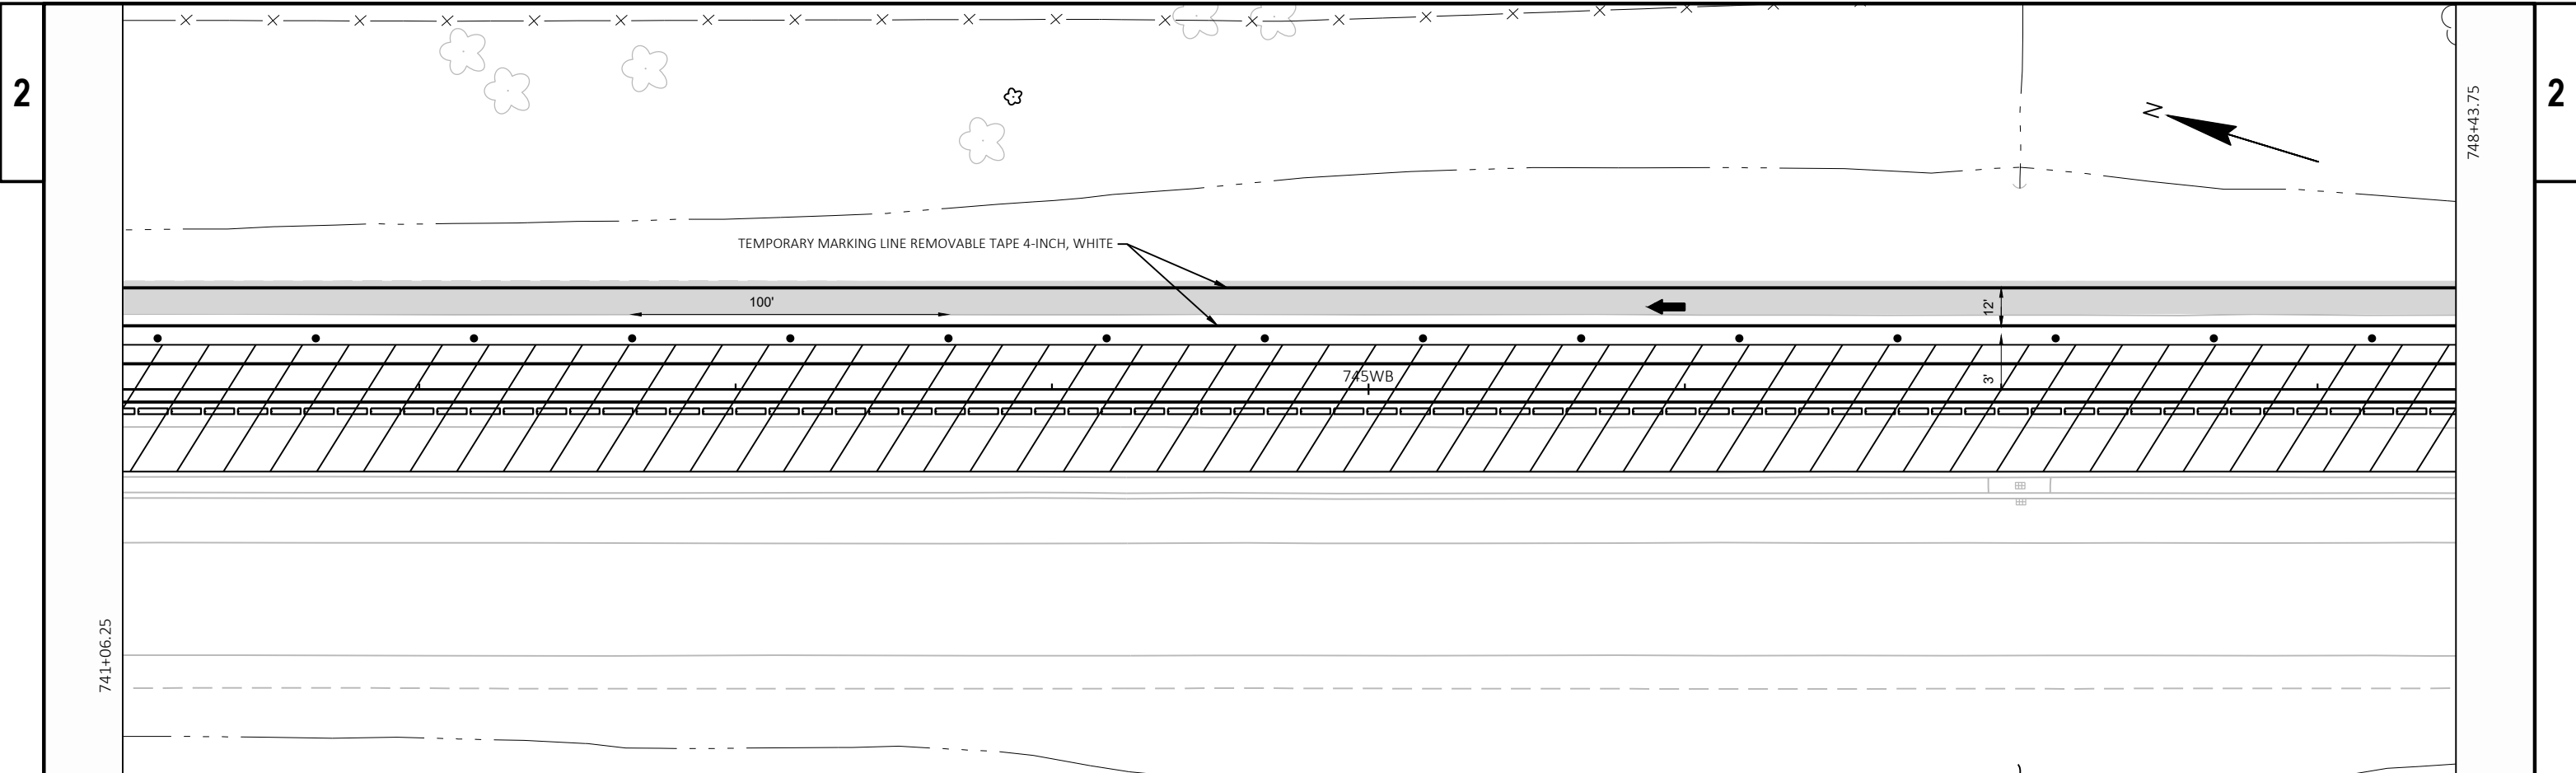 2
2
N
748+43.75
TEMPORARY MARKING LINE REMOVABLE TAPE 4-INCH, WHITE
100'
12'
745WB
3'
741+06.25